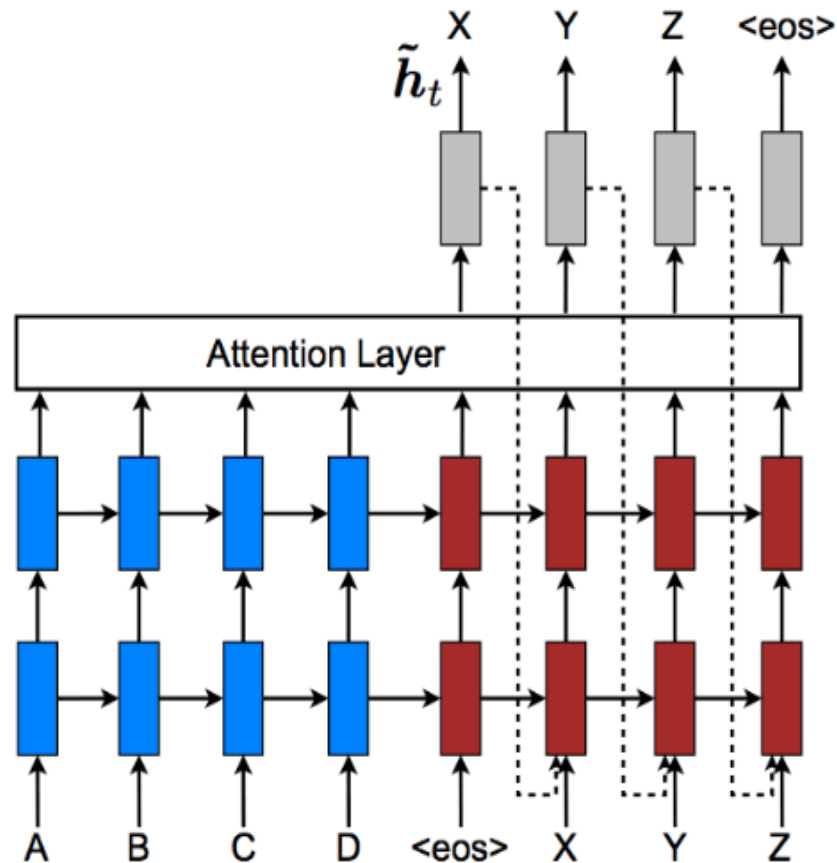 X Y Z <eos>
h̃t
Attention Layer
A B C D <eos> X Y Z